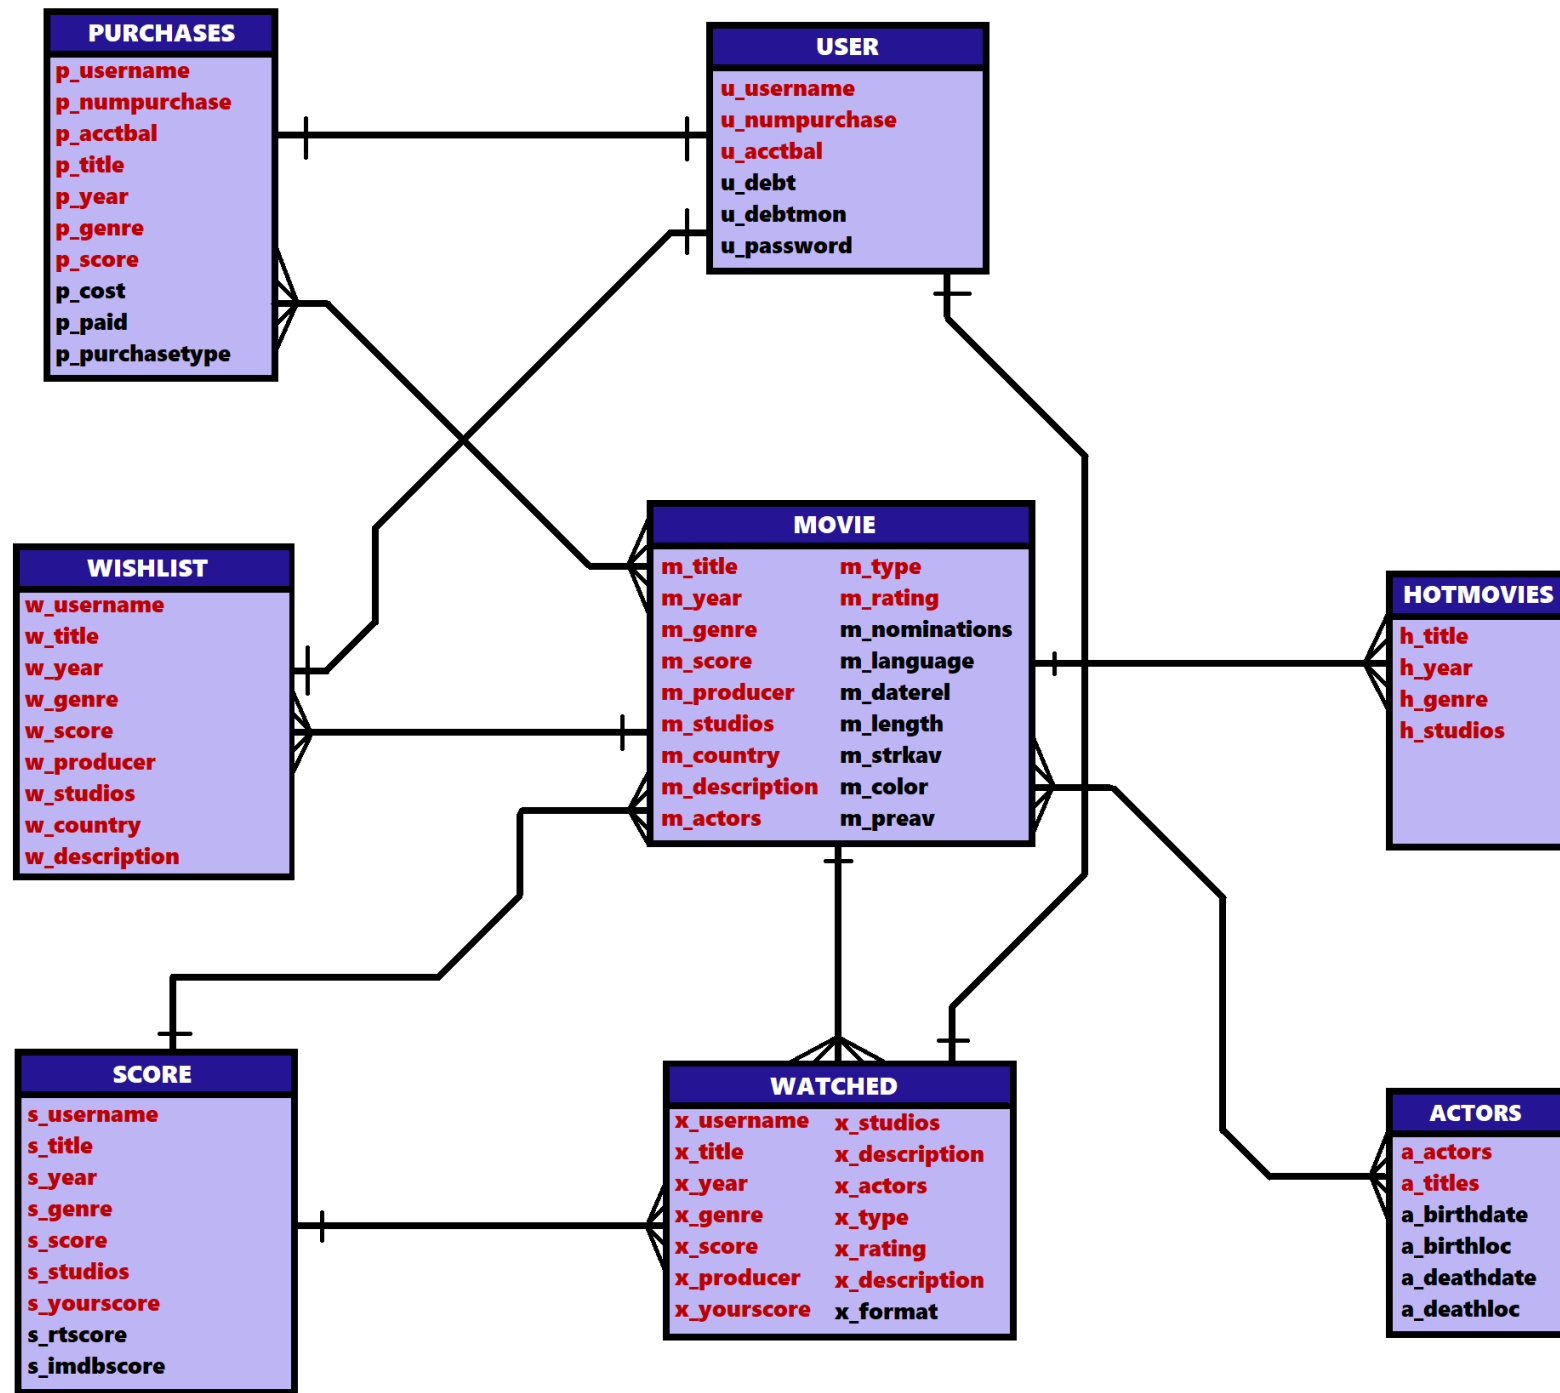 PURCHASES
p_username
p_numpurchase
p_acctbal
p_title
p_year
p_genre
p_score
p_cost
p_paid
p_purchasetype
USER
u_username
u_numpurchase
u_acctbal
u_debt
u_debtmon
u_password
WISHLIST
w_username
w_title
w_year
w_genre
w_score
w_producer
w_studios
w_country
w_description
MOVIE
m_title
m_year
m_genre
m_score
m_producer
m_studios
m_country
m_description
m_actors
m_type
m_rating
m_nominations
m_language
m_daterel
m_length
m_strkav
m_color
m_preav
HOTMOVIES
h_title
h_year
h_genre
h_studios
SCORE
s_username
s_title
s_year
s_genre
s_score
s_studios
s_yourscore
s_rtscore
s_imdbscore
WATCHED
x_username
x_title
x_year
x_genre
x_score
x_producer
x_yourscore
x_studios
x_description
x_actors
x_type
x_rating
x_description
x_format
ACTORS
a_actors
a_titles
a_birthdate
a_birthloc
a_deathdate
a_deathloc